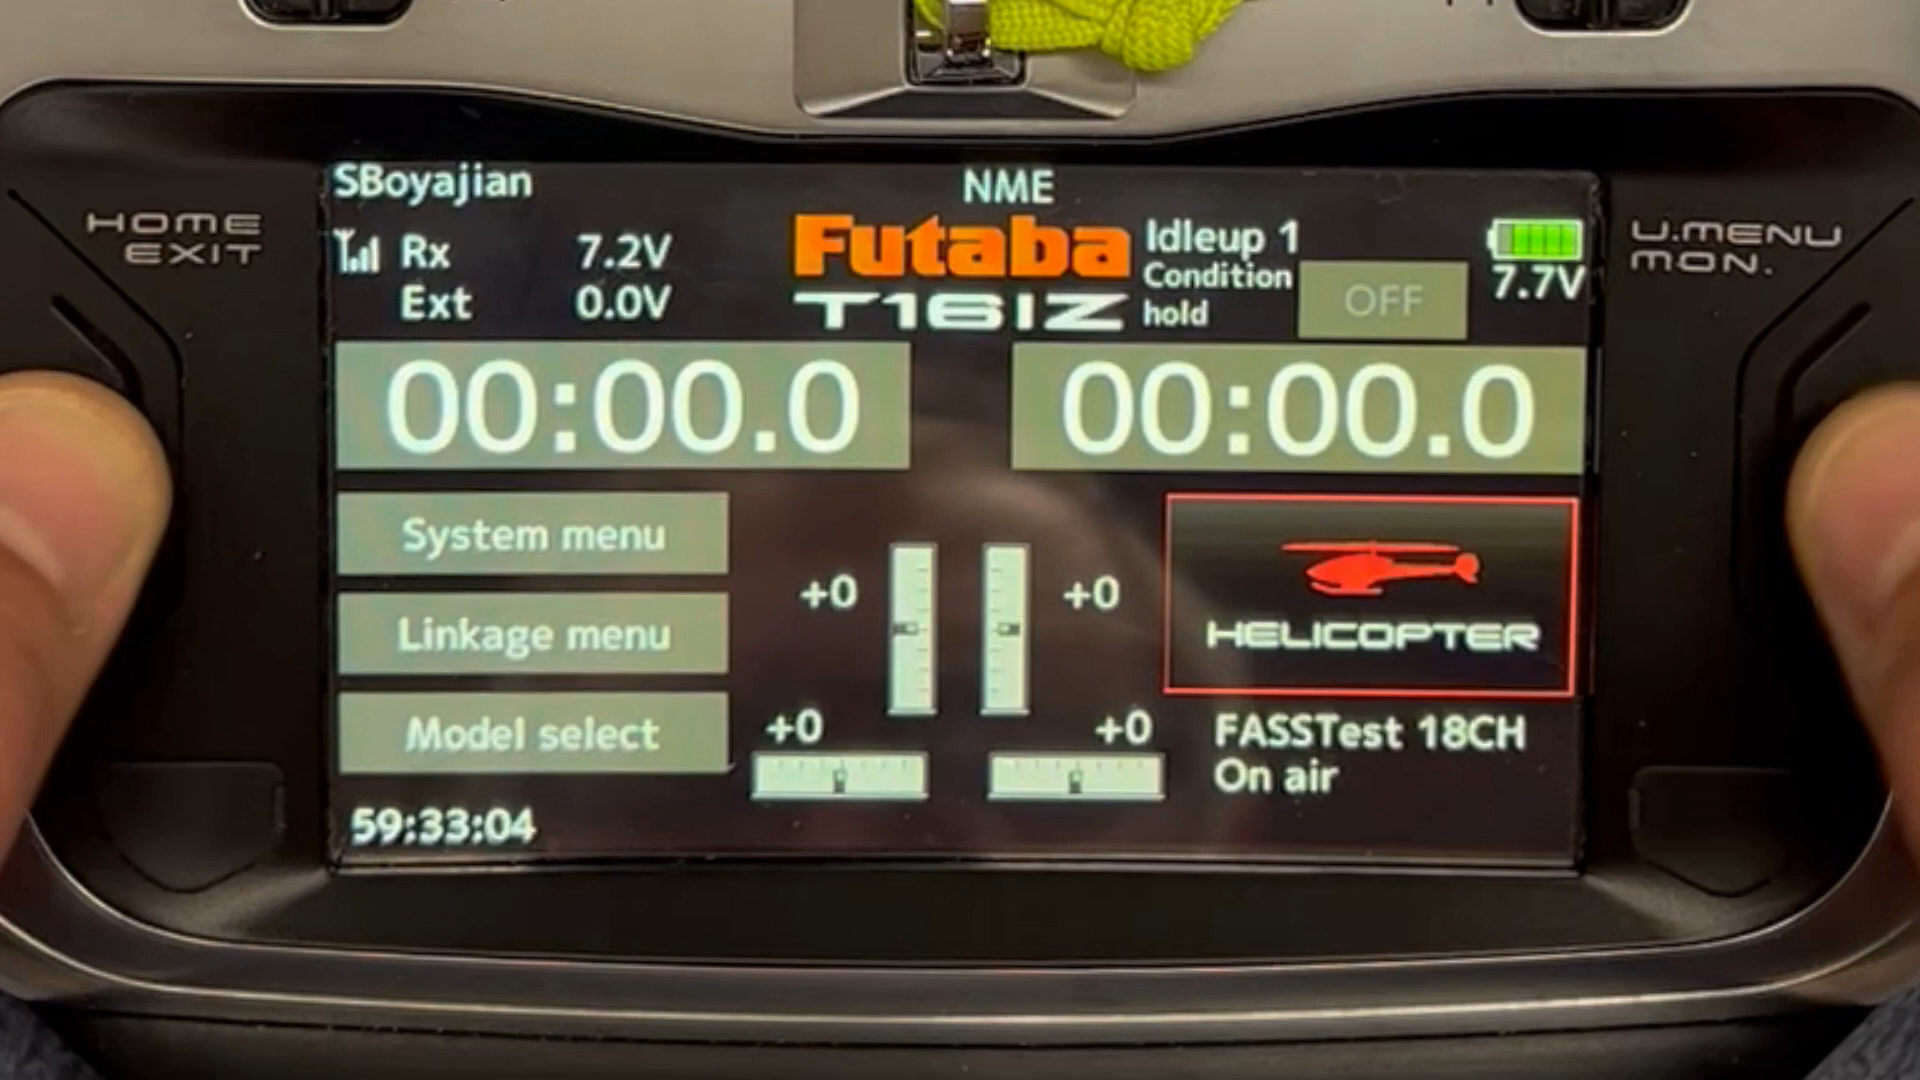 SBoyajian
NME
HOME
EXIT
Rx 7.2V
Ext 0.0V
Futaba
T16IZ
Idleup 1
Condition
hold
OFF
7.7V
U.MENU
MON.
00:00.0
00:00.0
System menu
Linkage menu
Model select
+0
+0
+0
+0
HELICOPTER
FASSTest 18CH
On air
59:33:04